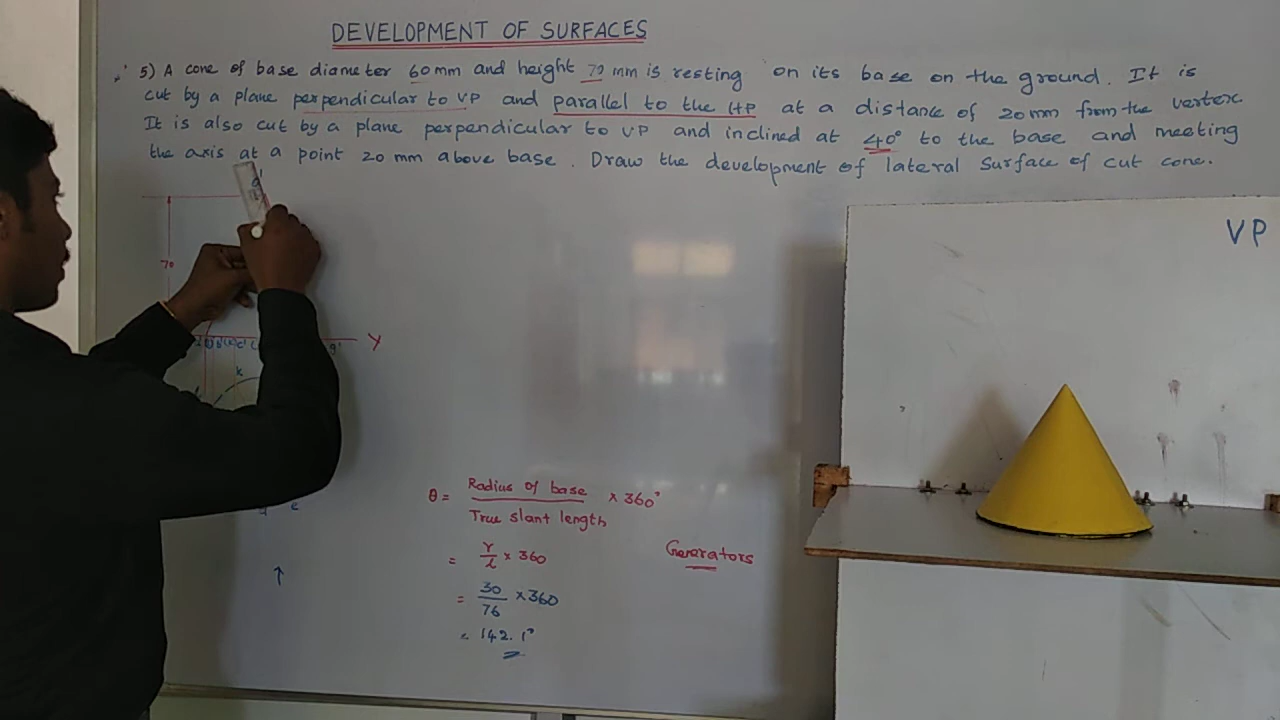 DEVELOPMENT OF SURFACES
5) A cone of base diameter 60mm and height 70 mm is resting on its base on the ground. It is
cut by a plane perpendicular to VP and parallel to the HP at a distance of 20mm from the vertex
It is also cut by a plane perpendicular to VP and inclined at 40° to the base and meeting
the axis at a point 20 mm above base. Draw the development of lateral surface of cut cone.
VP
70
Y
g'
k
e
θ = Radius of base / True slant length × 360°
= r/l × 360
= 30/76 × 360
= 142.1°
Generators
↑